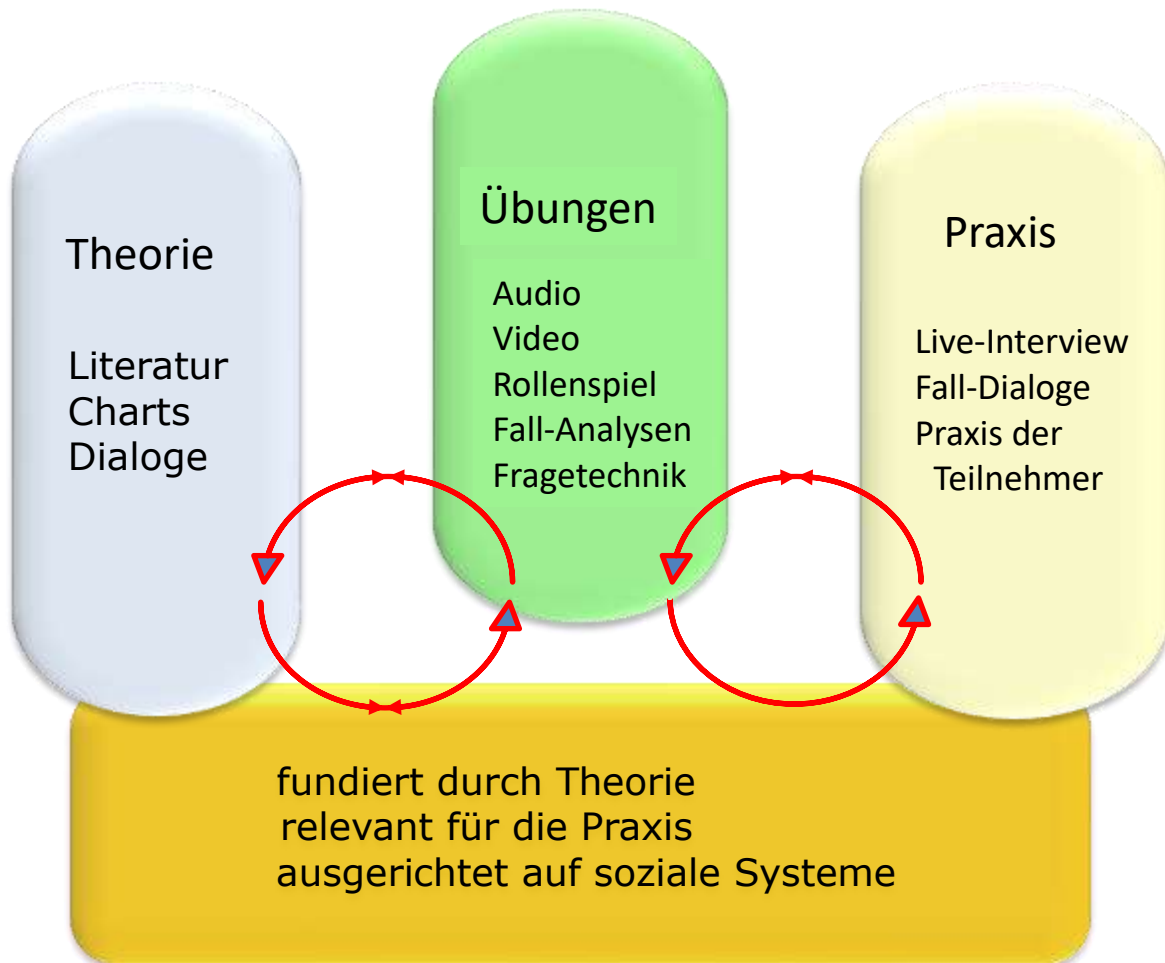 Theorie
Literatur
Charts
Dialoge
Übungen
Audio
Video
Rollenspiel
Fall-Analysen
Fragetechnik
Praxis
Live-Interview
Fall-Dialoge
Praxis der
Teilnehmer
fundiert durch Theorie
relevant für die Praxis
ausgerichtet auf soziale Systeme